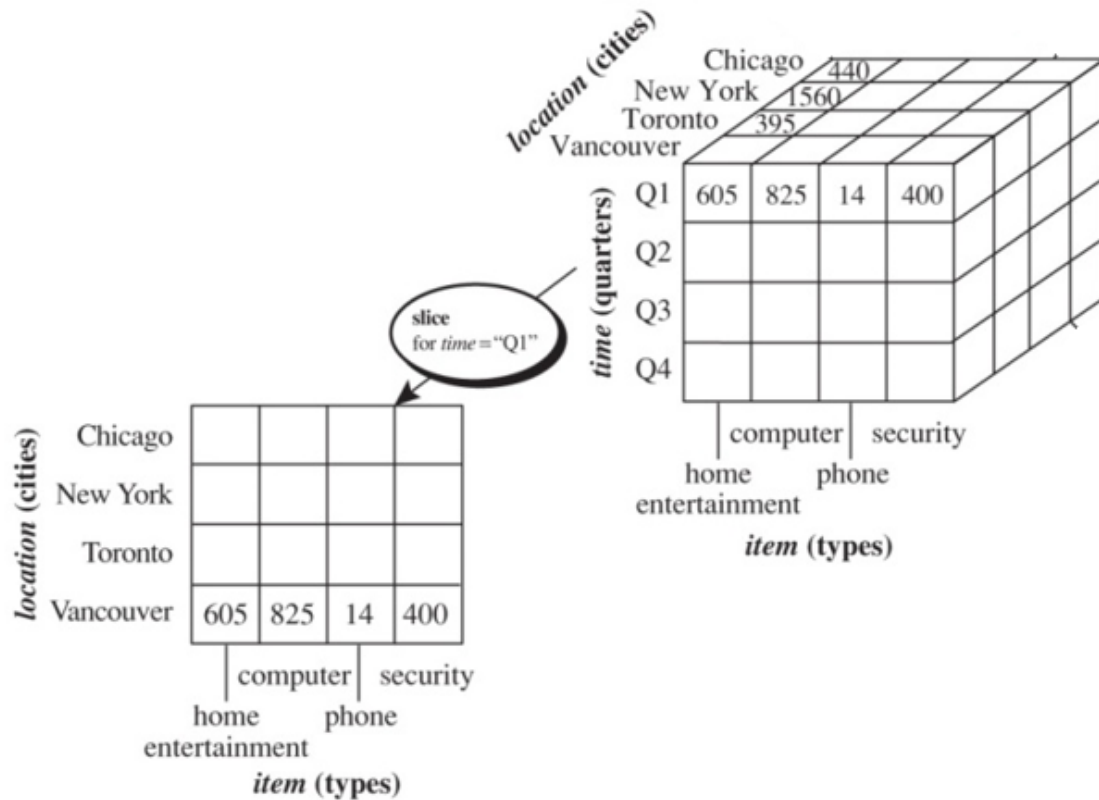 location (cities)
Chicago
New York
Toronto
Vancouver
440
1560
395
time (quarters)
Q1 605 825 14 400
Q2
Q3
Q4
computer security
home phone
entertainment
item (types)
slice
for time = "Q1"
location (cities)
Chicago
New York
Toronto
Vancouver 605 825 14 400
computer security
home phone
entertainment
item (types)